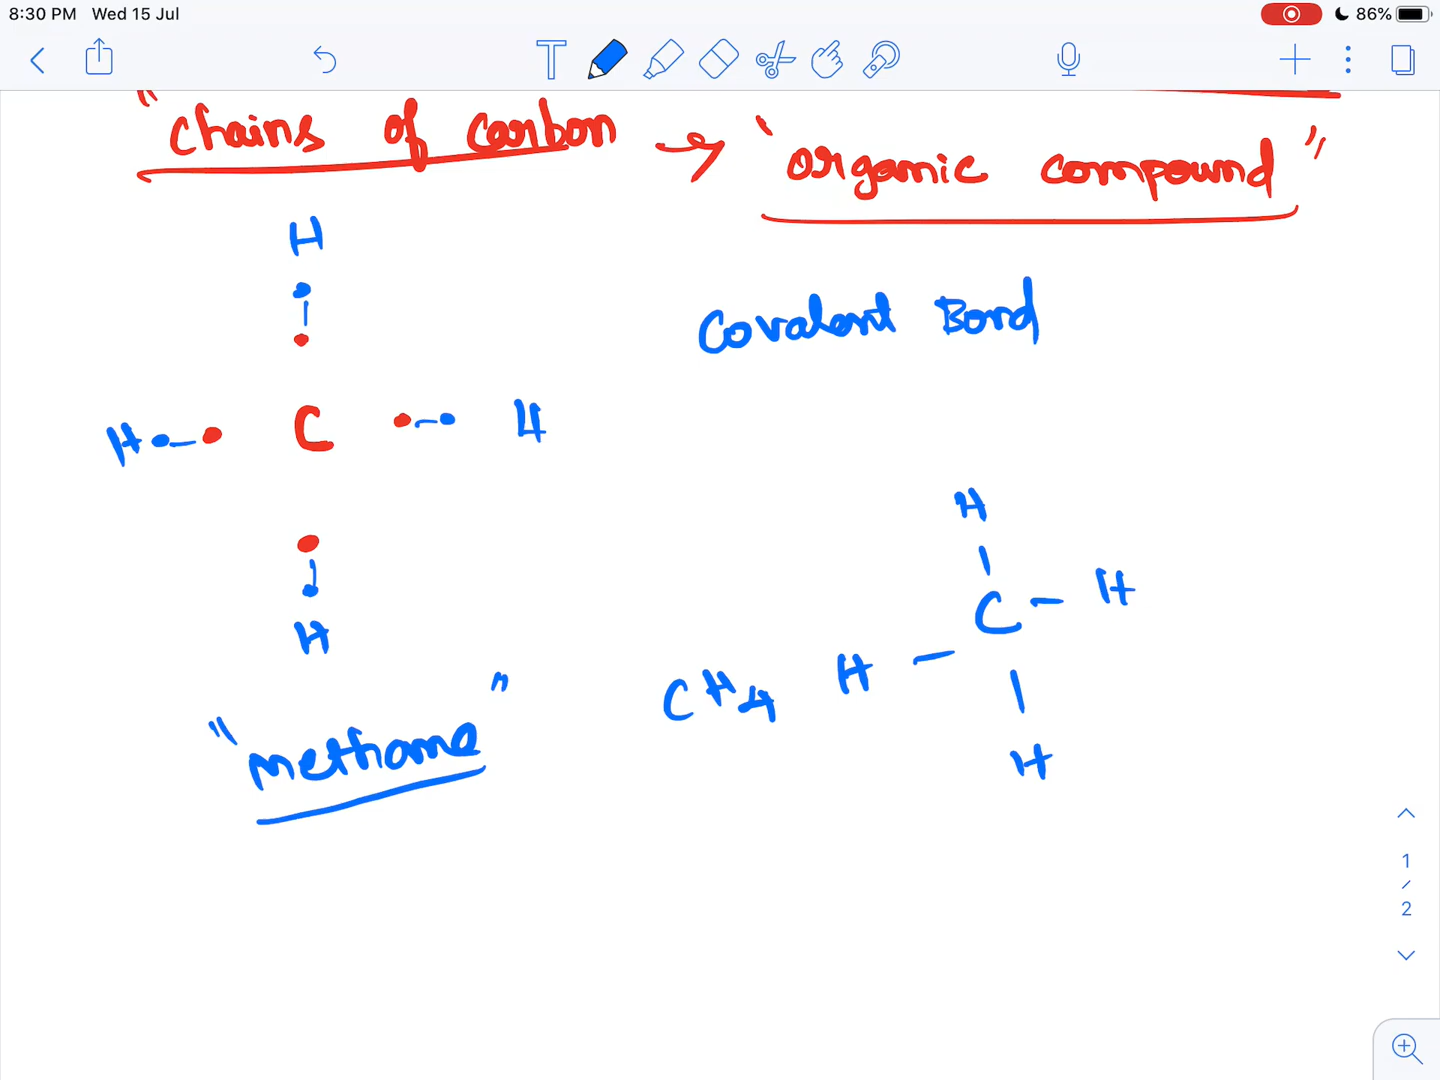 8:30 PM Wed 15 Jul 86%
T
"Chains of carbon → "organic compound"
H
Covalent Bond
H C H
H
"methane"
H
C - H
CH4 H -
H
1
/
2